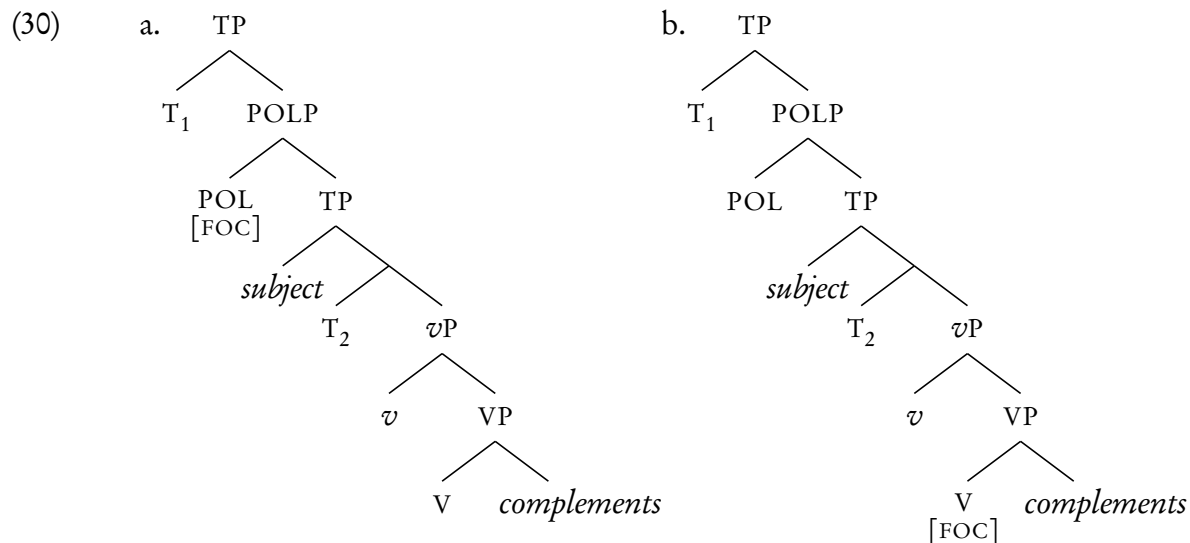 (30) a. TP b. TP
T1 POLP T1 POLP
POL TP POL TP
[FOC]
subject subject
T2 vP T2 vP
v VP v VP
V complements V complements
[FOC]